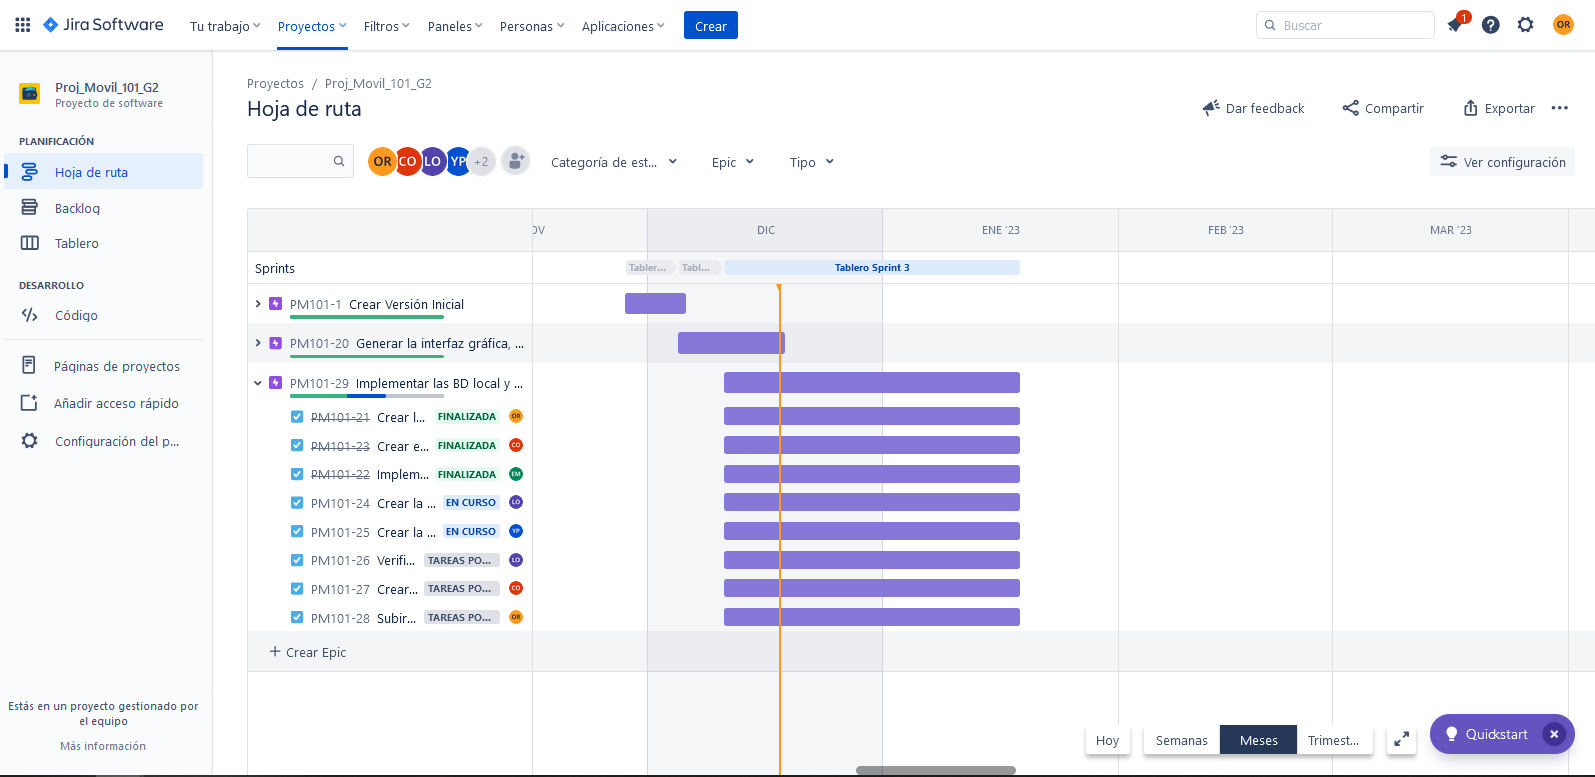 Jira Software Tu trabajo Proyectos Filtros Paneles Personas Aplicaciones Crear Buscar 1 OR
Proj_Movil_101_G2
Proyecto de software
PLANIFICACIÓN
Hoja de ruta
Backlog
Tablero
DESARROLLO
Código
Páginas de proyectos
Añadir acceso rápido
Configuración del p...
Estás en un proyecto gestionado por
el equipo
Más información
Proyectos / Proj_Movil_101_G2
Hoja de ruta
Dar feedback Compartir Exportar
OR CO LO YP +2 Categoría de est... Epic Tipo Ver configuración
OV DIC ENE '23 FEB '23 MAR '23
Sprints Tabler... Tabl... Tablero Sprint 3
PM101-1 Crear Versión Inicial
PM101-20 Generar la interfaz gráfica, ...
PM101-29 Implementar las BD local y ...
PM101-21 Crear l... FINALIZADA OR
PM101-23 Crear e... FINALIZADA CO
PM101-22 Implem... FINALIZADA EM
PM101-24 Crear la ... EN CURSO LO
PM101-25 Crear la ... EN CURSO YP
PM101-26 Verifi... TAREAS PO... LO
PM101-27 Crear... TAREAS PO... CO
PM101-28 Subir... TAREAS PO... OR
+ Crear Epic
Hoy Semanas Meses Trimest... Quickstart